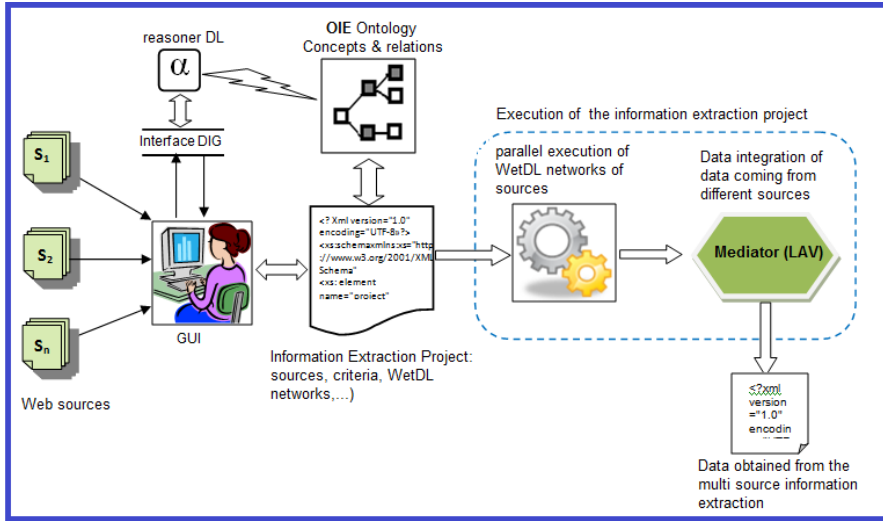 reasoner DL
α
OIE Ontology
Concepts & relations
Interface DIG
S1
S2
Sn
Web sources
GUI
<? Xml version="1.0"
encoding="UTF-8»?>
<xs:schemaxmlns:xs="http
://www.w3.org/2001/XML
Schema"
<xs: element
name="project"
Information Extraction Project:
sources, criteria, WetDL
networks,...)
Execution of the information extraction project
parallel execution of
WetDL networks of
sources
Data integration of
data coming from
different sources
Mediator (LAV)
<?xml
version
="1.0"
encodin
Data obtained from the
multi source information
extraction